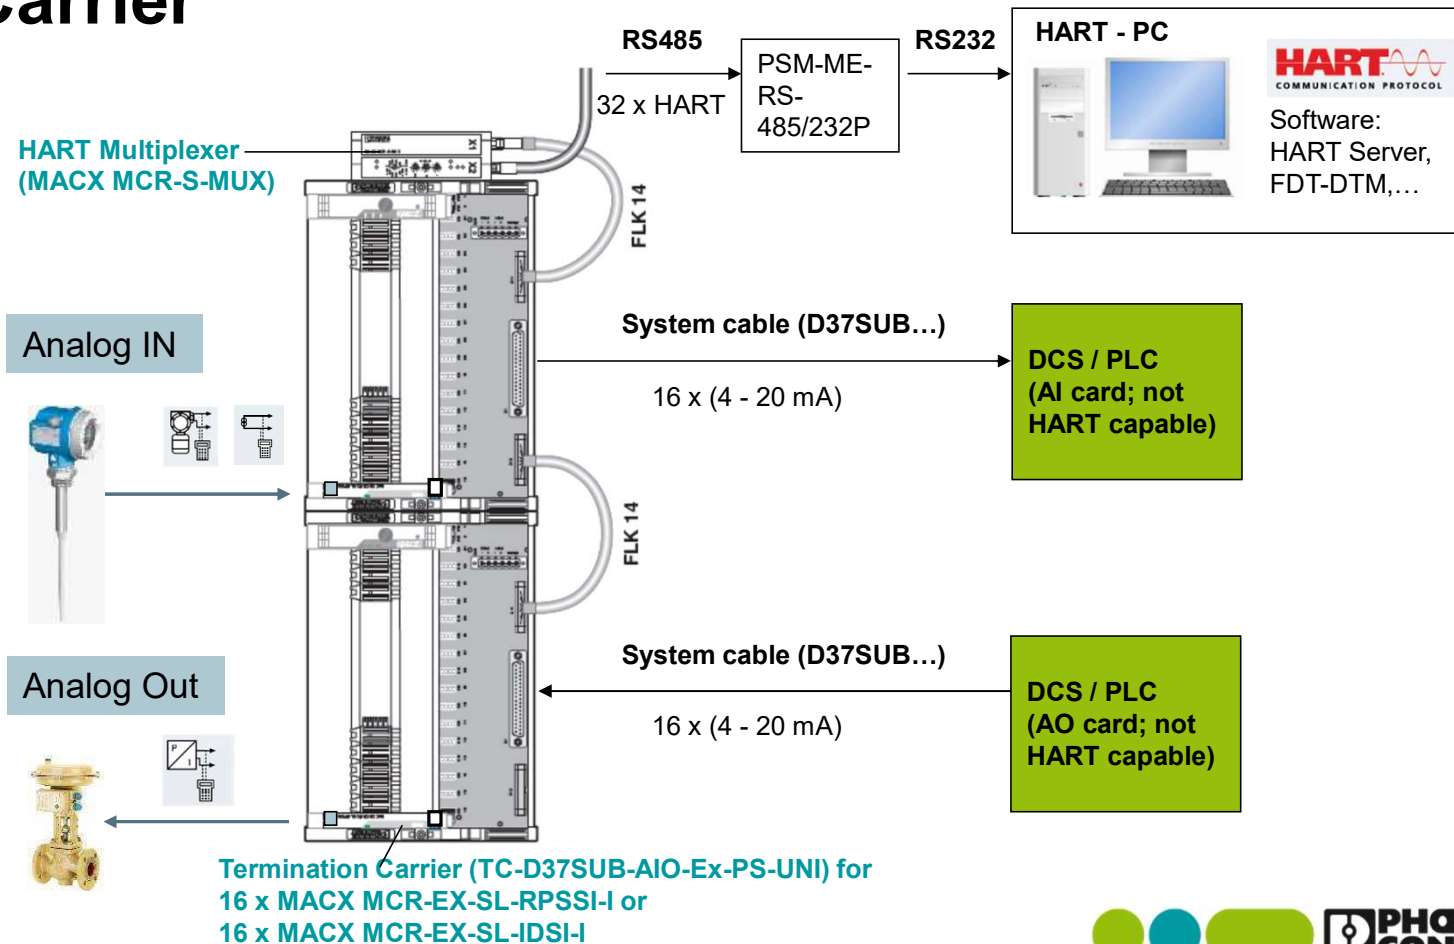 Carrier
RS485
32 x HART
PSM-ME-
RS-
485/232P
RS232
HART - PC
HART
COMMUNICATION PROTOCOL
Software:
HART Server,
FDT-DTM,…
HART Multiplexer
(MACX MCR-S-MUX)
X1
X2
FLK 14
Analog IN
System cable (D37SUB…)
16 x (4 - 20 mA)
DCS / PLC
(AI card; not
HART capable)
FLK 14
Analog Out
P
I
System cable (D37SUB…)
16 x (4 - 20 mA)
DCS / PLC
(AO card; not
HART capable)
Termination Carrier (TC-D37SUB-AIO-Ex-PS-UNI) for
16 x MACX MCR-EX-SL-RPSSI-I or
16 x MACX MCR-EX-SL-IDSI-I